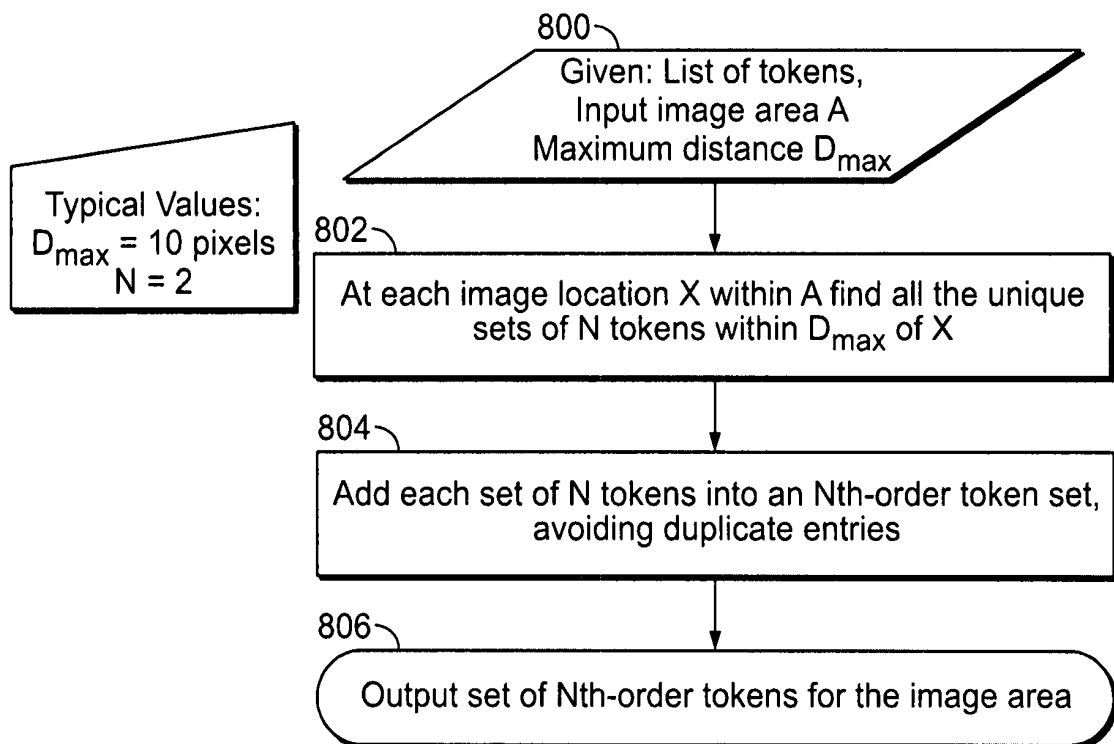 800
Given: List of tokens,
Input image area A
Maximum distance Dmax
Typical Values:
Dmax = 10 pixels
N = 2
802
At each image location X within A find all the unique
sets of N tokens within Dmax of X
804
Add each set of N tokens into an Nth-order token set,
avoiding duplicate entries
806
Output set of Nth-order tokens for the image area